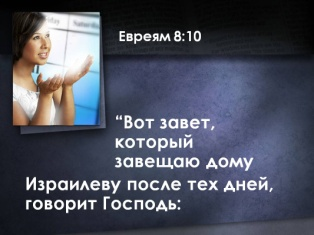 Евреям 8:10
“Вот завет,
который
завещаю дому
Израилеву после тех дней,
говорит Господь: